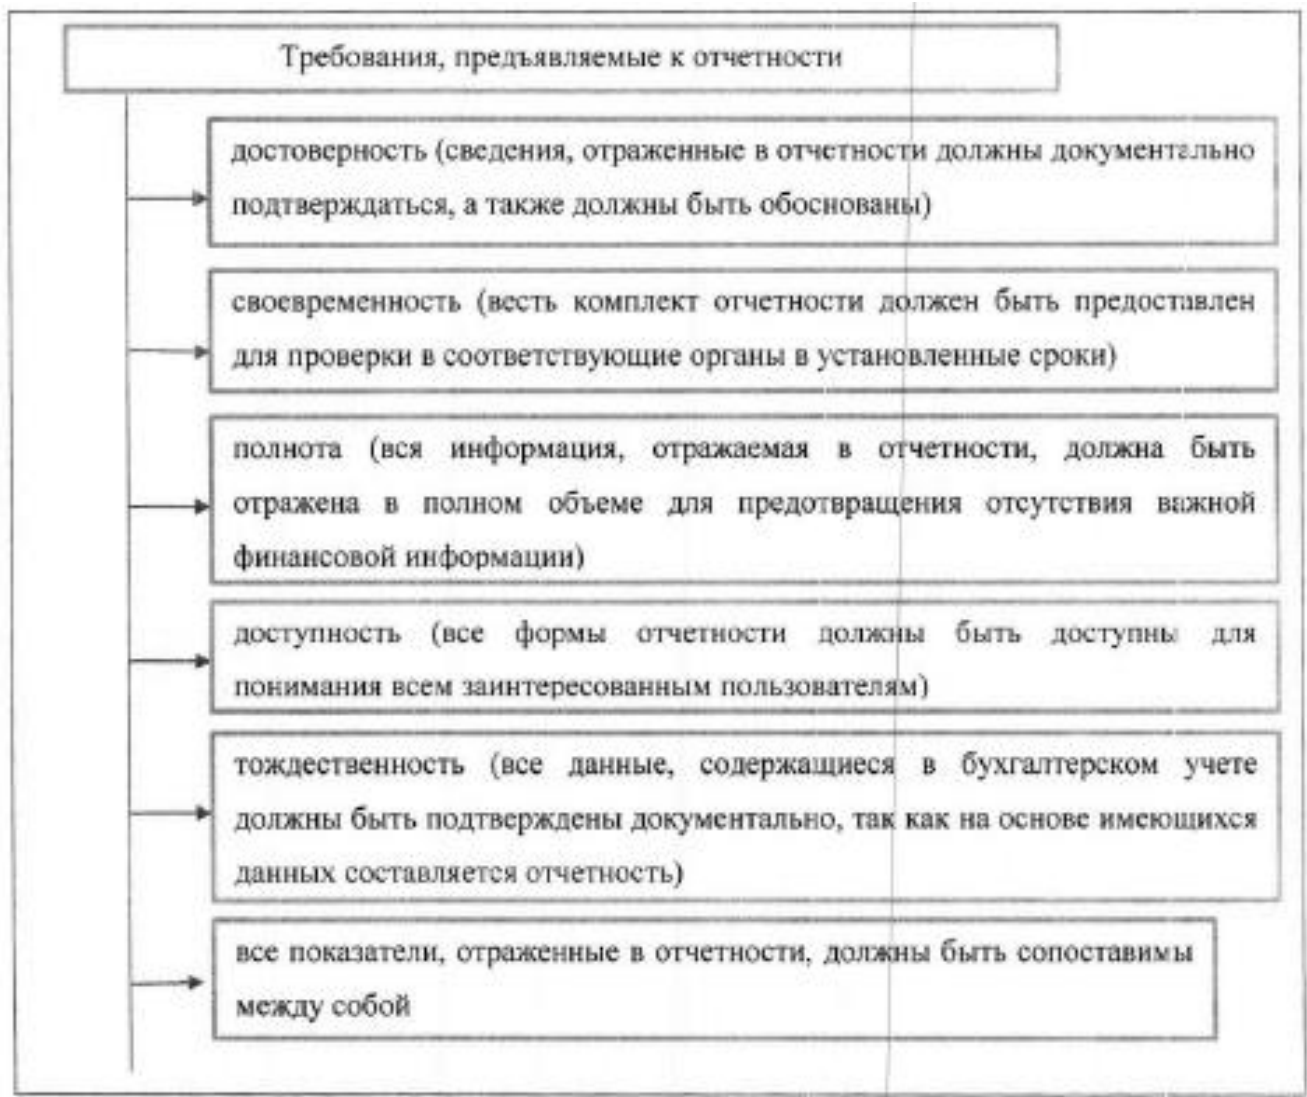 Требования, предъявляемые к отчетности
достоверность (сведения, отраженные в отчетности должны документально
подтверждаться, а также должны быть обоснованы)
своевременность (весть комплект отчетности должен быть предоставлен
для проверки в соответствующие органы в установленные сроки)
полнота (вся информация, отражаемая в отчетности, должна быть
отражена в полном объеме для предотвращения отсутствия важной
финансовой информации)
доступность (все формы отчетности должны быть доступны для
понимания всем заинтересованным пользователям)
тождественность (все данные, содержащиеся в бухгалтерском учете
должны быть подтверждены документально, так как на основе имеющихся
данных составляется отчетность)
все показатели, отраженные в отчетности, должны быть сопоставимы
между собой